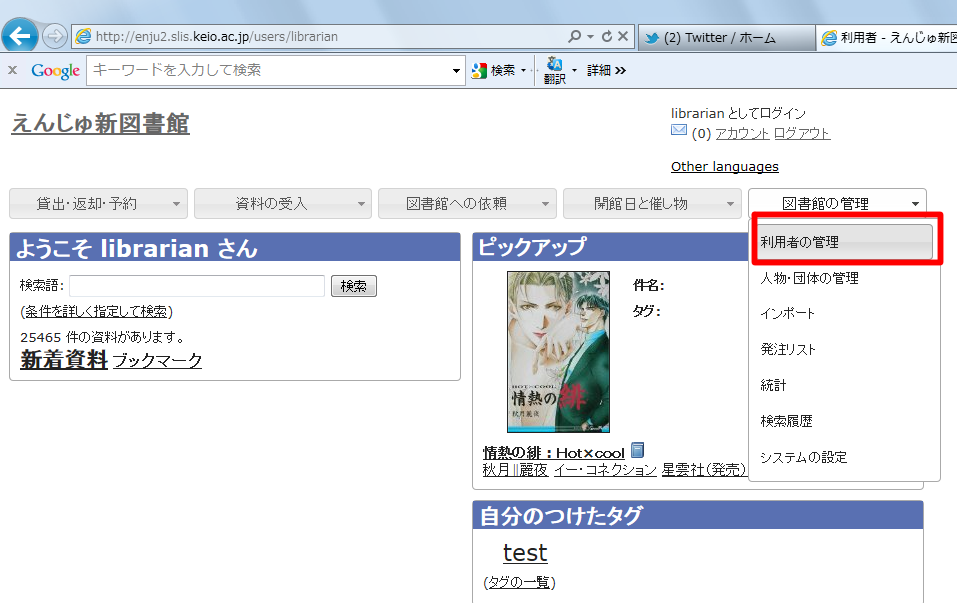 http://enju2.slis.keio.ac.jp/users/librarian
(2) Twitter / ホーム
利用者 - えんじゅ新図
x Google キーワードを入力して検索 検索 翻訳 詳細 »
えんじゅ新図書館
librarian としてログイン
(0) アカウント ログアウト
Other languages
貸出・返却・予約 資料の受入 図書館への依頼 開館日と催し物 図書館の管理
ようこそ librarian さん
検索語: 検索
(条件を詳しく指定して検索)
25465 件の資料があります。
新着資料 ブックマーク
ピックアップ
件名:
タグ:
HOT×COOL
情熱の緋
秋月麗夜
情熱の緋 : Hot×cool
秋月||麗夜 イー・コネクション 星雲社(発売)
利用者の管理
人物・団体の管理
インポート
発注リスト
統計
検索履歴
システムの設定
自分のつけたタグ
test
(タグの一覧)